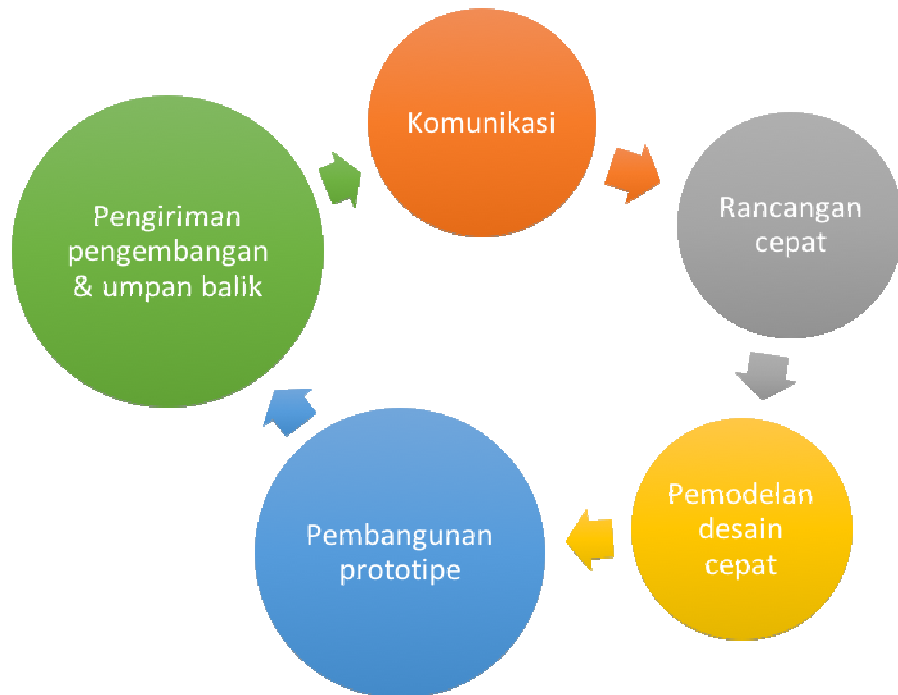 Komunikasi
Rancangan
cepat
Pemodelan
desain
cepat
Pembangunan
prototipe
Pengiriman
pengembangan
& umpan balik